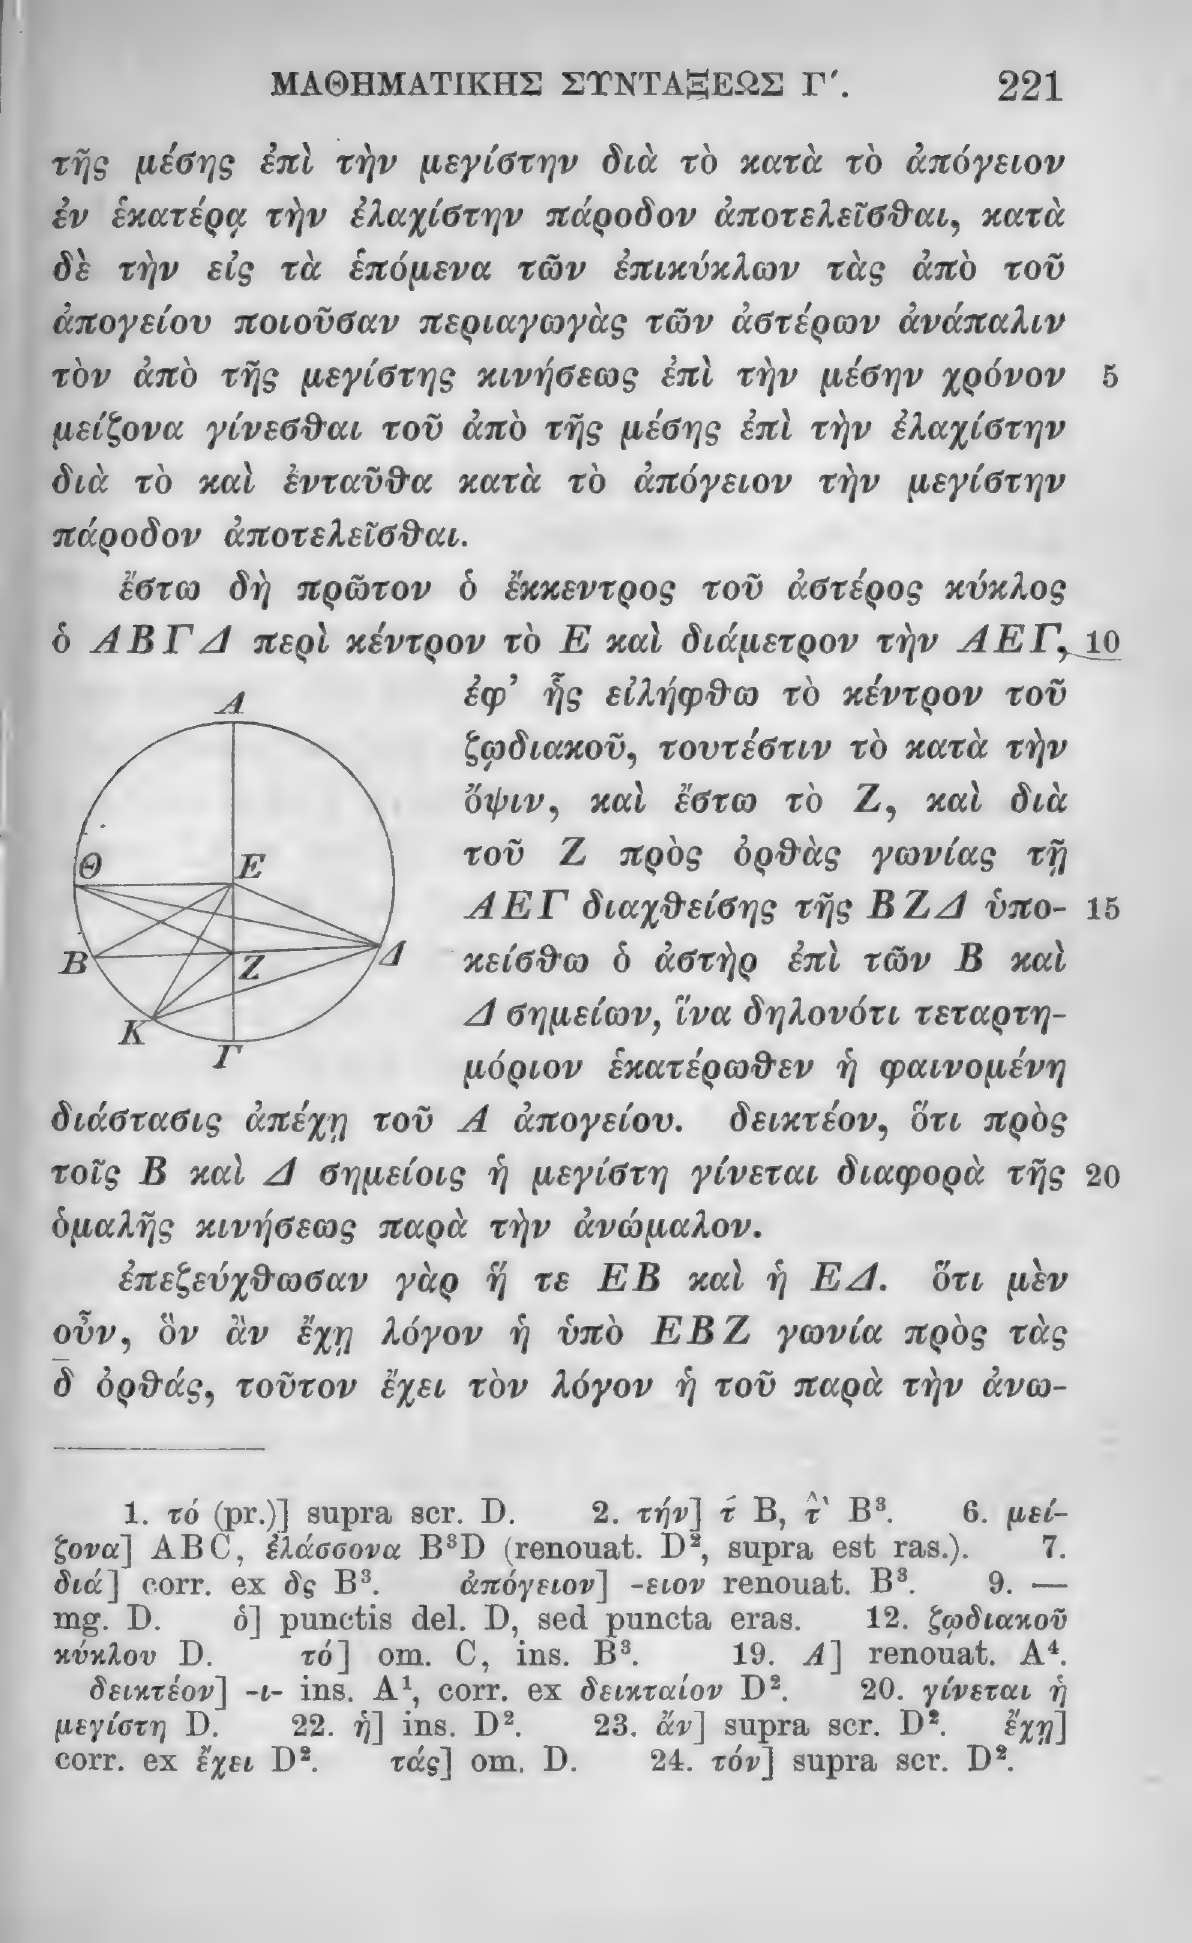 ΜΑΘΗΜΑΤΙΚΗΣ ΣΥΝΤΑΞΕΩΣ Γʹ. 221
τῆς μέσης ἐπὶ τὴν μεγίστην διὰ τὸ κατὰ τὸ ἀπόγειον
ἐν ἑκατέρᾳ τὴν ἐλαχίστην πάροδον ἀποτελεῖσθαι, κατὰ
δὲ τὴν εἰς τὰ ἑπόμενα τῶν ἐπικύκλων τὰς ἀπὸ τοῦ
ἀπογείου ποιοῦσαν περιαγωγὰς τῶν ἀστέρων ἀνάπαλιν
τὸν ἀπὸ τῆς μεγίστης κινήσεως ἐπὶ τὴν μέσην χρόνον 5
μείζονα γίνεσθαι τοῦ ἀπὸ τῆς μέσης ἐπὶ τὴν ἐλαχίστην
διὰ τὸ καὶ ἐνταῦθα κατὰ τὸ ἀπόγειον τὴν μεγίστην
πάροδον ἀποτελεῖσθαι.
ἔστω δὴ πρῶτον ὁ ἔκκεντρος τοῦ ἀστέρος κύκλος
ὁ ΑΒΓΔ περὶ κέντρον τὸ Ε καὶ διάμετρον τὴν ΑΕΓ, 10
ἐφ’ ἧς εἰλήφθω τὸ κέντρον τοῦ
ζῳδιακοῦ, τουτέστιν τὸ κατὰ τὴν
ὄψιν, καὶ ἔστω τὸ Ζ, καὶ διὰ
τοῦ Ζ πρὸς ὀρθὰς γωνίας τῇ
ΑΕΓ διαχθείσης τῆς ΒΖΔ ὑπο- 15
κείσθω ὁ ἀστὴρ ἐπὶ τῶν Β καὶ
Δ σημείων, ἵνα δηλονότι τεταρτη-
μόριον ἑκατέρωθεν ἡ φαινομένη
Α
Θ
Ε
Β
Ζ
Δ
Κ
Γ
διάστασις ἀπέχῃ τοῦ Α ἀπογείου. δεικτέον, ὅτι πρὸς
τοῖς Β καὶ Δ σημείοις ἡ μεγίστη γίνεται διαφορὰ τῆς 20
ὁμαλῆς κινήσεως παρὰ τὴν ἀνώμαλον.
ἐπεζεύχθωσαν γὰρ ἥ τε ΕΒ καὶ ἡ ΕΔ. ὅτι μὲν
οὖν, ὃν ἂν ἔχῃ λόγον ἡ ὑπὸ ΕΒΖ γωνία πρὸς τὰς
δ̄ ὀρθάς, τοῦτον ἔχει τὸν λόγον ἡ τοῦ παρὰ τὴν ἀνω-
1. τό (pr.)] supra scr. D. 2. τήν] τ́ B, τ̂` B³. 6. μεί-
ζονα] ABC, ἐλάσσονα B³D (renouat. D², supra est ras.). 7.
διά] corr. ex δς B³. ἀπόγειον] -ειον renouat. B³. 9. —
mg. D. ὁ] punctis del. D, sed puncta eras. 12. ζῳδιακοῦ
κύκλου D. τό] om. C, ins. B³. 19. Α] renouat. A⁴.
δεικτέον] -ι- ins. A¹, corr. ex δεικταίον D². 20. γίνεται ἡ
μεγίστη D. 22. ἡ] ins. D². 23. ἄν] supra scr. D². ἔχῃ]
corr. ex ἔχει D². τάς] om. D. 24. τόν] supra scr. D².